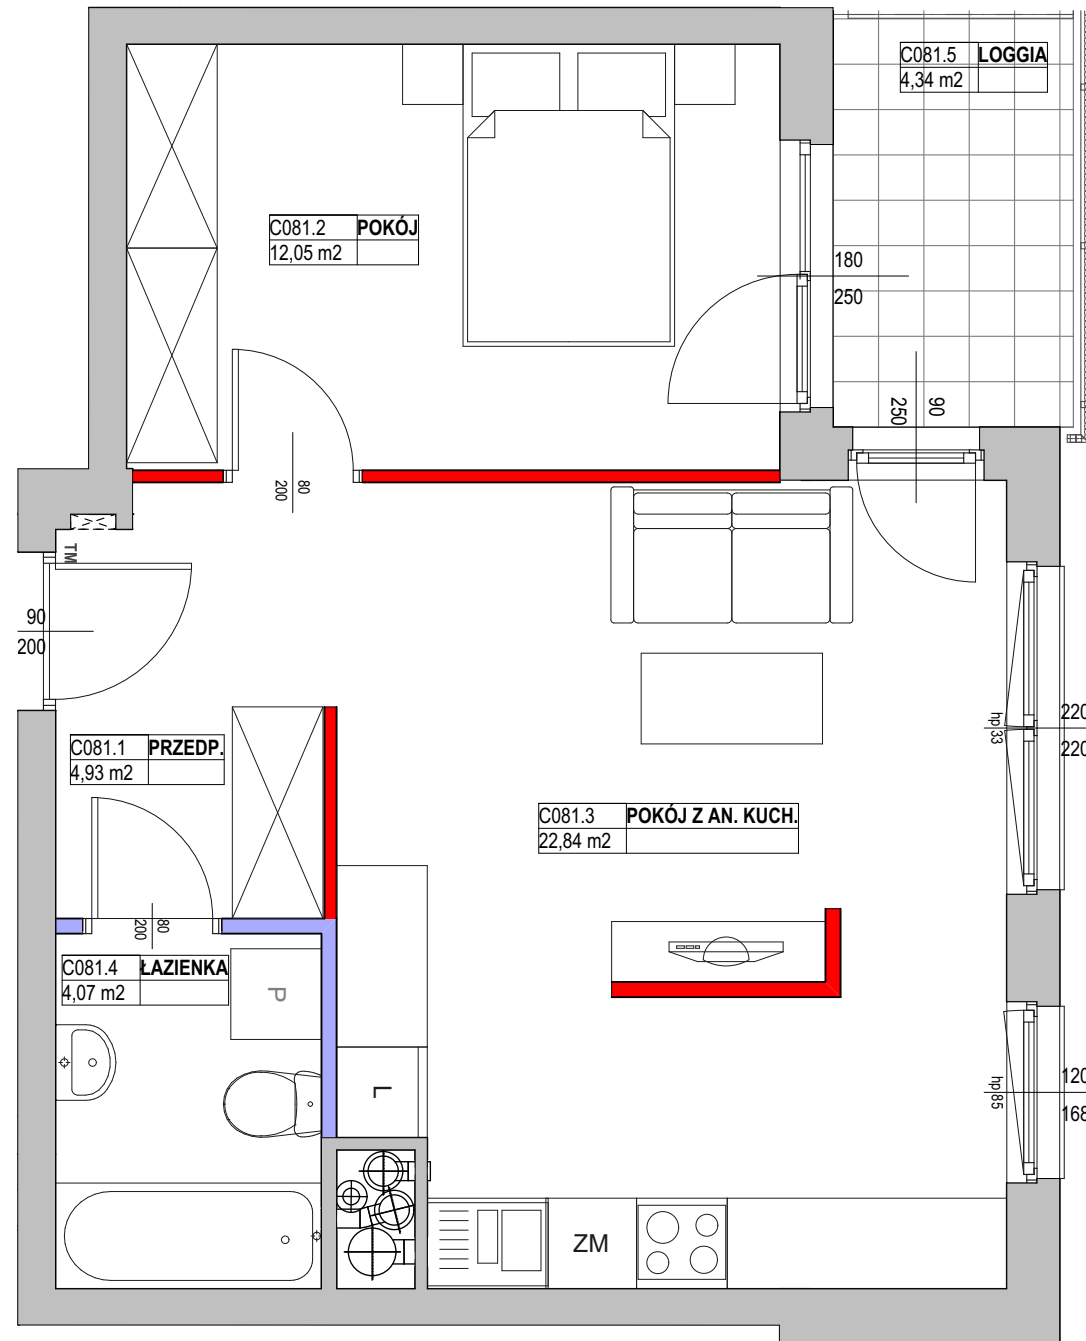 C081.5 LOGGIA
4,34 m2
C081.2 POKÓJ
12,05 m2
180
250
90
250
80
200
TM
90
200
hp 33
220
220
C081.1 PRZEDP.
4,93 m2
C081.3 POKÓJ Z AN. KUCH.
22,84 m2
80
200
C081.4 ŁAZIENKA
4,07 m2
P
L
hp 85
120
168
ZM